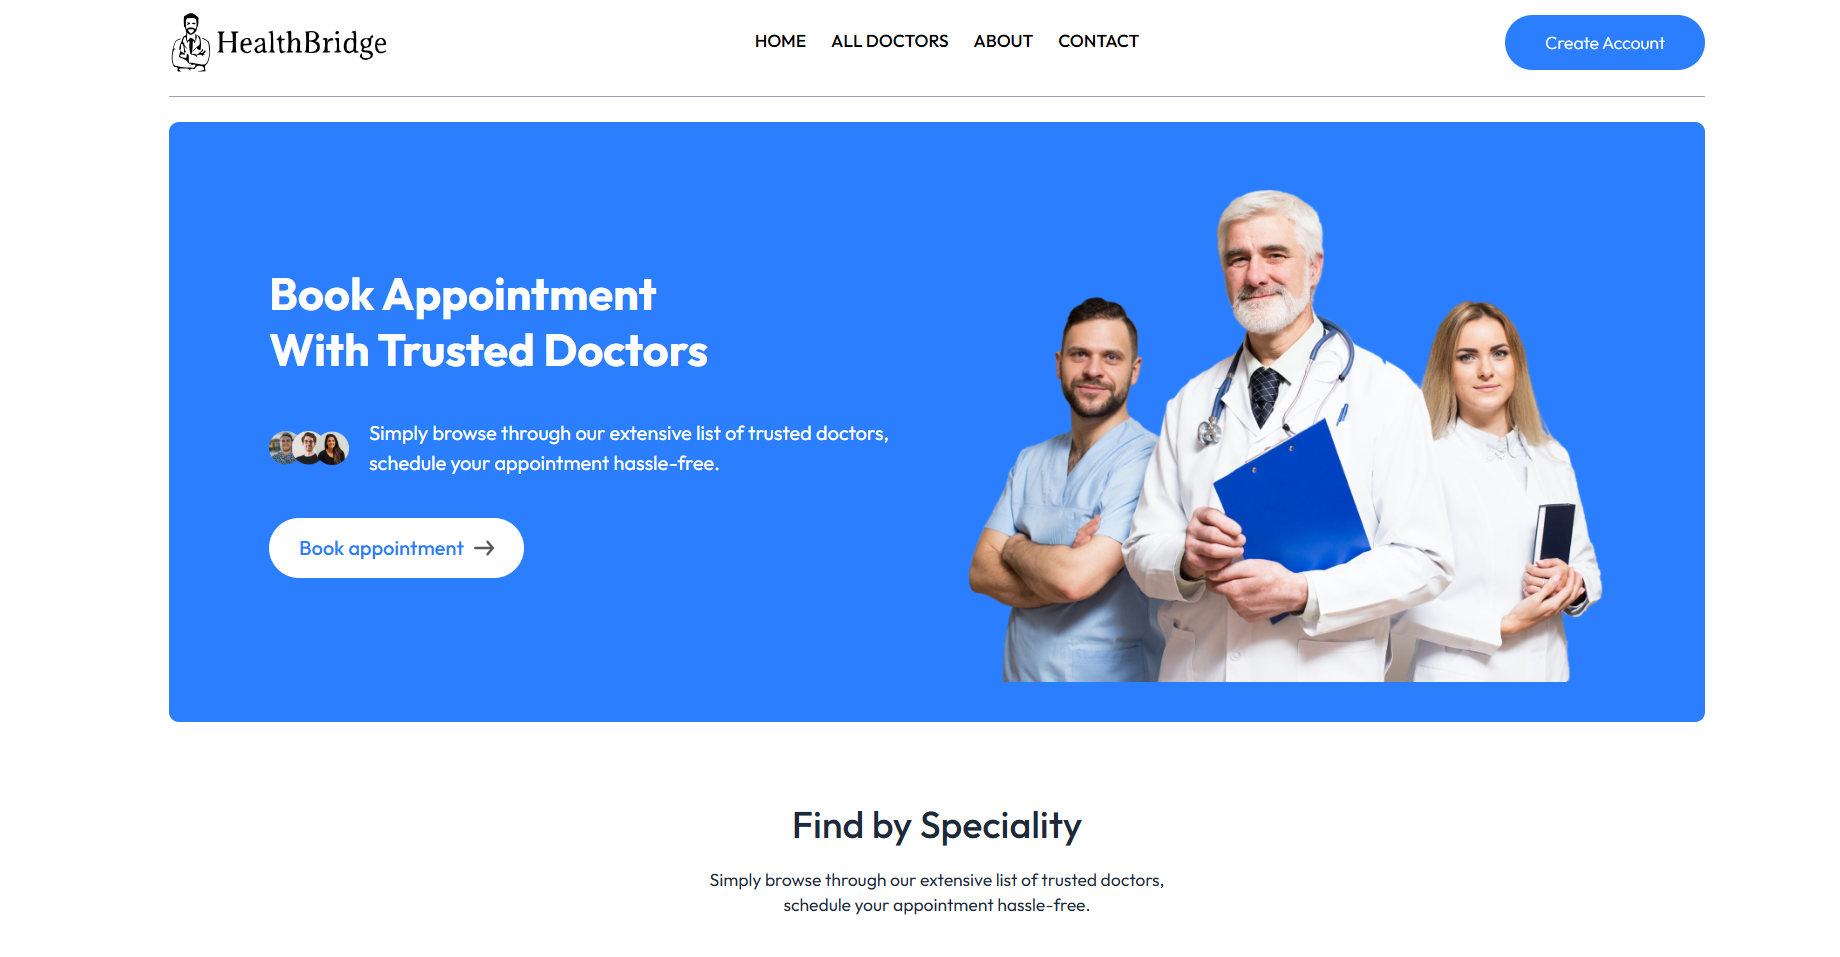 HealthBridge
HOME ALL DOCTORS ABOUT CONTACT
Create Account
Book Appointment
With Trusted Doctors
Simply browse through our extensive list of trusted doctors,
schedule your appointment hassle-free.
Book appointment
Find by Speciality
Simply browse through our extensive list of trusted doctors,
schedule your appointment hassle-free.